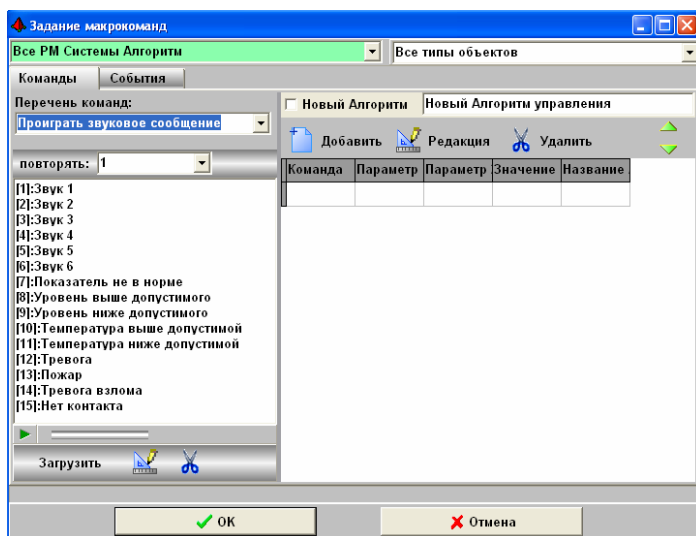 Задание макрокоманд
Все РМ Системы Алгоритм
Все типы объектов
Команды
События
Перечень команд:
Проиграть звуковое сообщение
повторять: 1
[1]:Звук 1
[2]:Звук 2
[3]:Звук 3
[4]:Звук 4
[5]:Звук 5
[6]:Звук 6
[7]:Показатель не в норме
[8]:Уровень выше допустимого
[9]:Уровень ниже допустимого
[10]:Температура выше допустимой
[11]:Температура ниже допустимой
[12]:Тревога
[13]:Пожар
[14]:Тревога взлома
[15]:Нет контакта
Загрузить
Новый Алгоритм
Новый Алгоритм управления
Добавить
Редакция
Удалить
Команда
Параметр
Параметр
Значение
Название
OK
Отмена